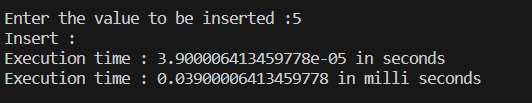 Enter the value to be inserted :5
Insert :
Execution time : 3.900006413459778e-05 in seconds
Execution time : 0.03900006413459778 in milli seconds